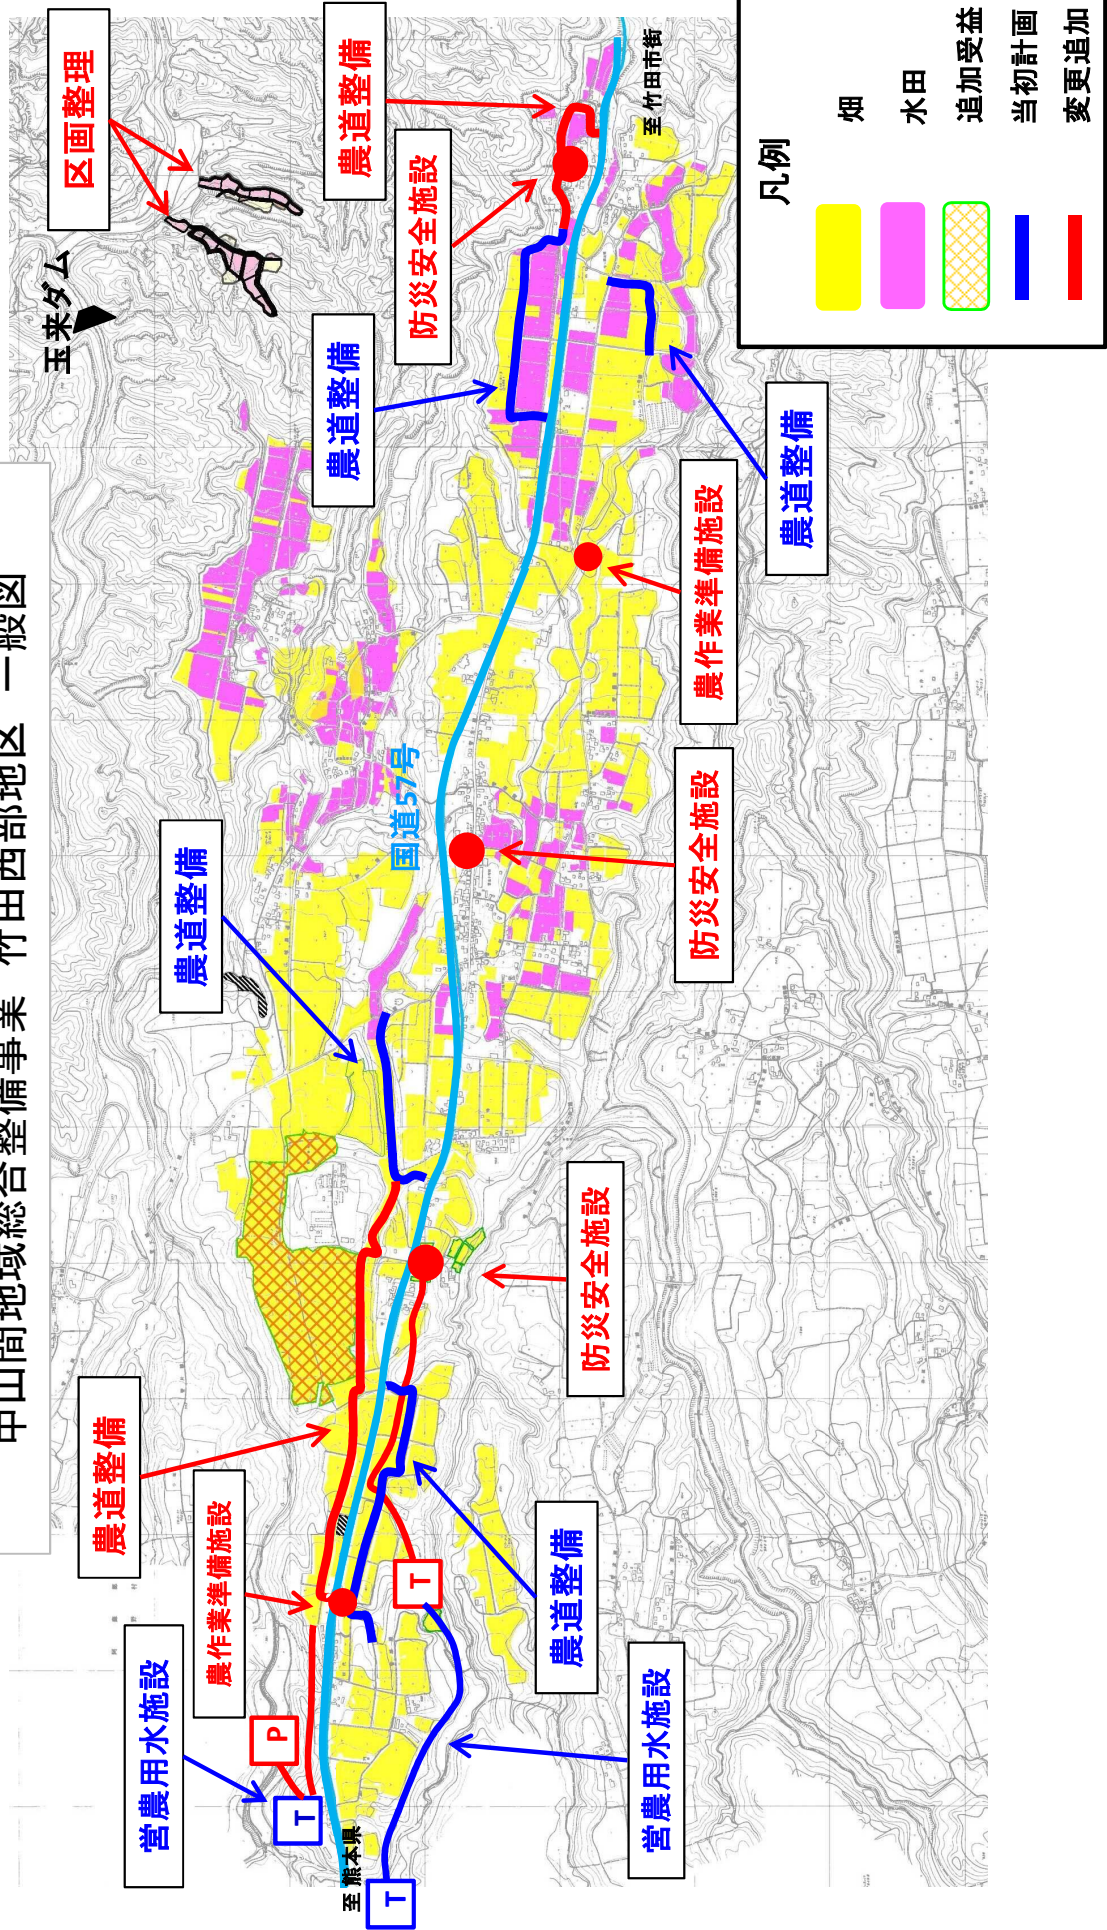 中山間地域総合整備事業 竹田西部地区 一般図
区画整理
玉来ダム
農道整備
防災安全施設
至 竹田市街
農道整備
農道整備
農作業準備施設
国道57号
防災安全施設
農道整備
防災安全施設
農道整備
農作業準備施設
農道整備
営農用水施設
営農用水施設
P
T
T
T
至 熊本県
凡例
畑
水田
追加受益
当初計画
変更追加